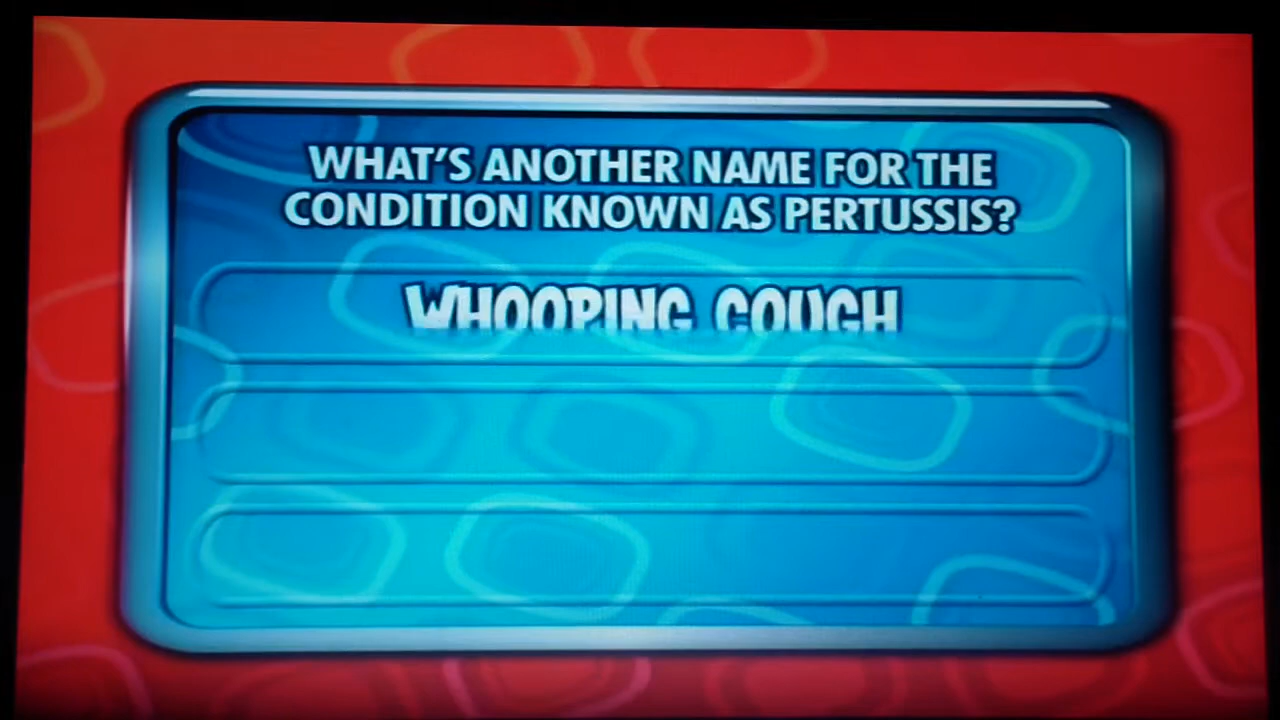 WHAT'S ANOTHER NAME FOR THE
CONDITION KNOWN AS PERTUSSIS?
WHOOPING COUGH